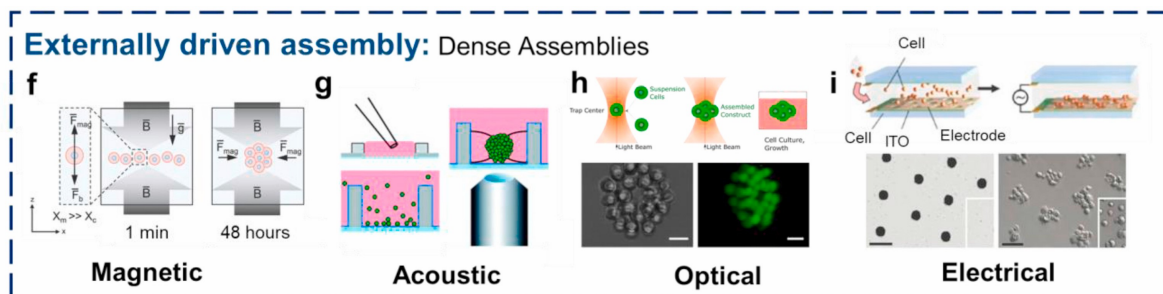 Externally driven assembly: Dense Assemblies
f
F̅mag
F̅b
Xm >> Xc
z
x
B̅
g̅
B̅
1 min
B̅
F̅mag
F̅mag
B̅
48 hours
Magnetic
g
Acoustic
h
Trap Center
Suspension
Cells
Light Beam
Assembled
Construct
Light Beam
Cell Culture,
Growth
Optical
i
Cell
Cell
ITO
Electrode
~
Electrical